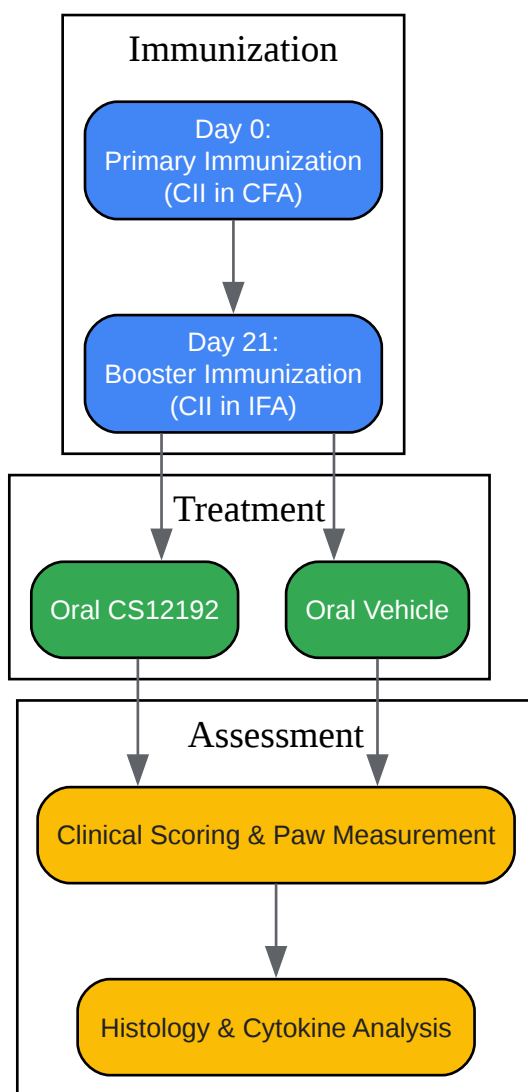 Immunization
Day 0:
Primary Immunization
(CII in CFA)
Day 21:
Booster Immunization
(CII in IFA)
Treatment
Oral CS12192
Oral Vehicle
Assessment
Clinical Scoring & Paw Measurement
Histology & Cytokine Analysis